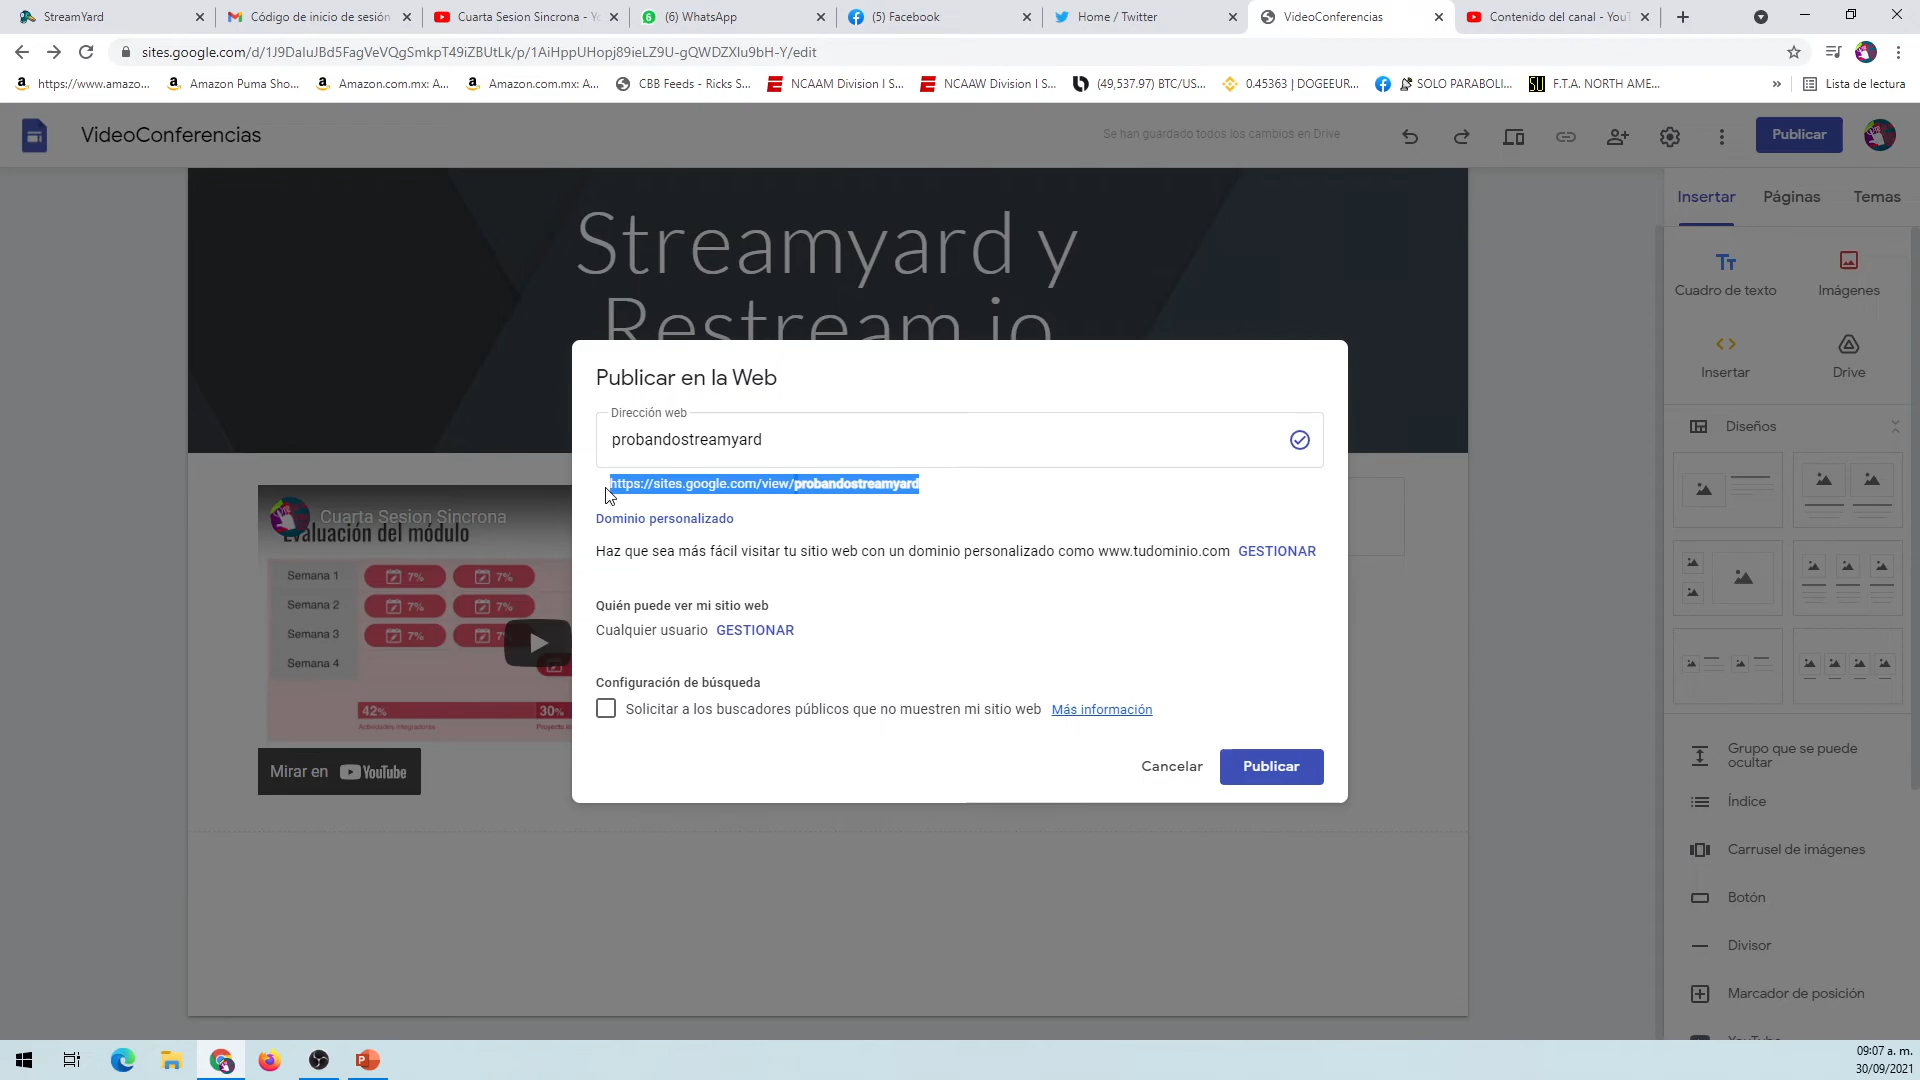 StreamYard
Código de inicio de sesión
Cuarta Sesion Sincrona - Yo
(6) WhatsApp
(5) Facebook
Home / Twitter
VideoConferencias
Contenido del canal - YouT
sites.google.com/d/1J9DaluJBd5FagVeVQgSmkpT49iZBUtLk/p/1AiHppUHopj89ieLZ9U-gQWDZXlu9bH-Y/edit
https://www.amazo...
Amazon Puma Sho...
Amazon.com.mx: A...
Amazon.com.mx: A...
CBB Feeds - Ricks S...
NCAAM Division I S...
NCAAW Division I S...
(49,537.97) BTC/US...
0.45363 | DOGEEUR...
SOLO PARABOLI...
F.T.A. NORTH AME...
»
Lista de lectura
VideoConferencias
Se han guardado todos los cambios en Drive
Publicar
Insertar
Páginas
Temas
Streamyard y
Restream.io
Cuadro de texto
Imágenes
Insertar
Drive
Diseños
Publicar en la Web
Dirección web
probandostreamyard
https://sites.google.com/view/probandostreamyard
Dominio personalizado
Haz que sea más fácil visitar tu sitio web con un dominio personalizado como www.tudominio.com GESTIONAR
Quién puede ver mi sitio web
Cualquier usuario GESTIONAR
Configuración de búsqueda
Solicitar a los buscadores públicos que no muestren mi sitio web Más información
Cancelar
Publicar
Cuarta Sesion Sincrona
Evaluación del módulo
Semana 1 7% 7%
Semana 2 7% 7%
Semana 3 7% 7%
Semana 4
42% 30%
Actividades integradoras
Mirar en YouTube
Grupo que se puede
ocultar
Índice
Carrusel de imágenes
Botón
Divisor
Marcador de posición
YouTube
09:07 a. m.
30/09/2021